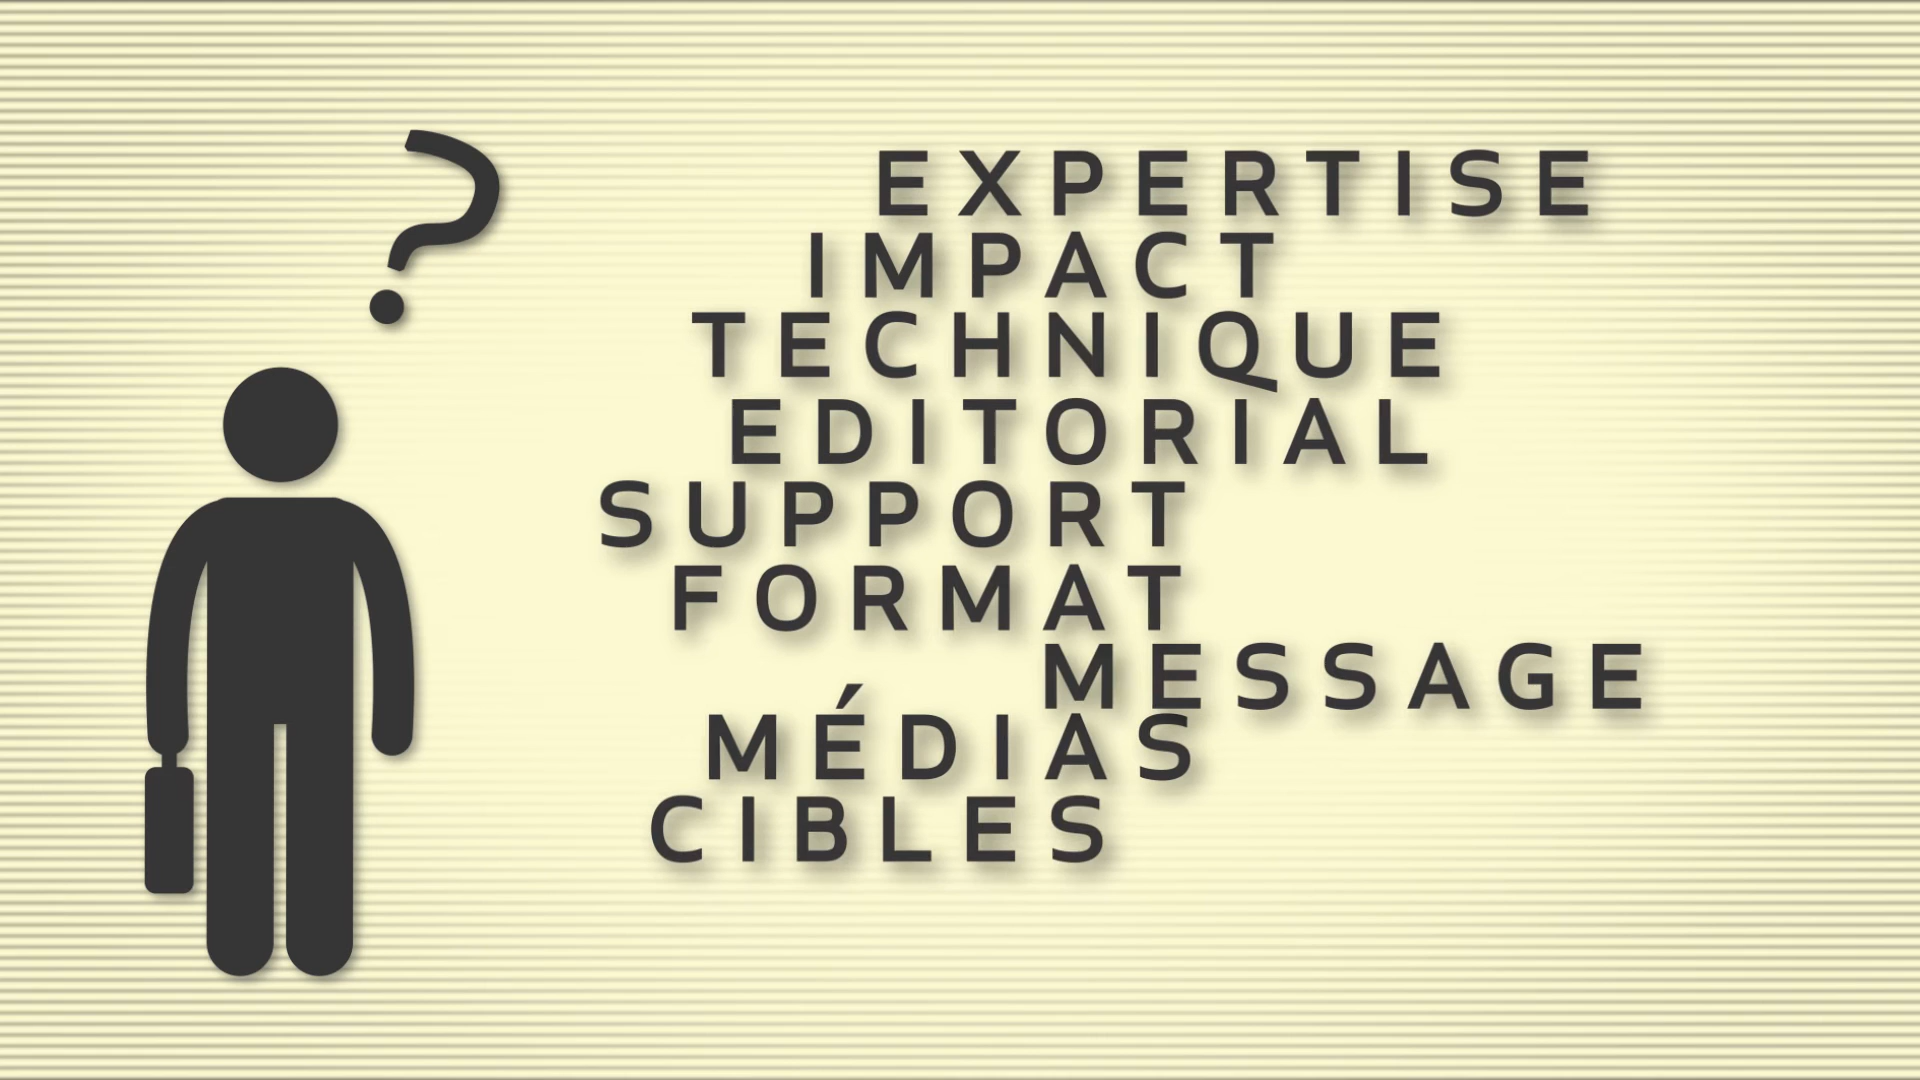 ?
EXPERTISE
IMPACT
TECHNIQUE
EDITORIAL
SUPPORT
FORMAT
MESSAGE
MÉDIAS
CIBLES